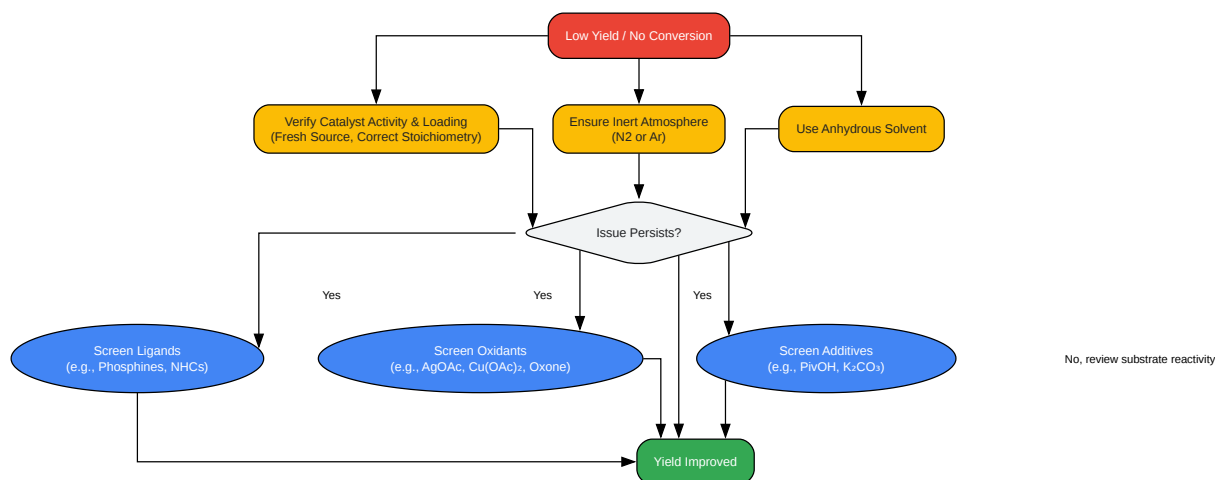 Low Yield / No Conversion
Verify Catalyst Activity & Loading
(Fresh Source, Correct Stoichiometry)
Ensure Inert Atmosphere
(N2 or Ar)
Use Anhydrous Solvent
Issue Persists?
Yes
Yes
Yes
Screen Ligands
(e.g., Phosphines, NHCs)
Screen Oxidants
(e.g., AgOAc, Cu(OAc)₂, Oxone)
Screen Additives
(e.g., PivOH, K₂CO₃)
No, review substrate reactivity
Yield Improved